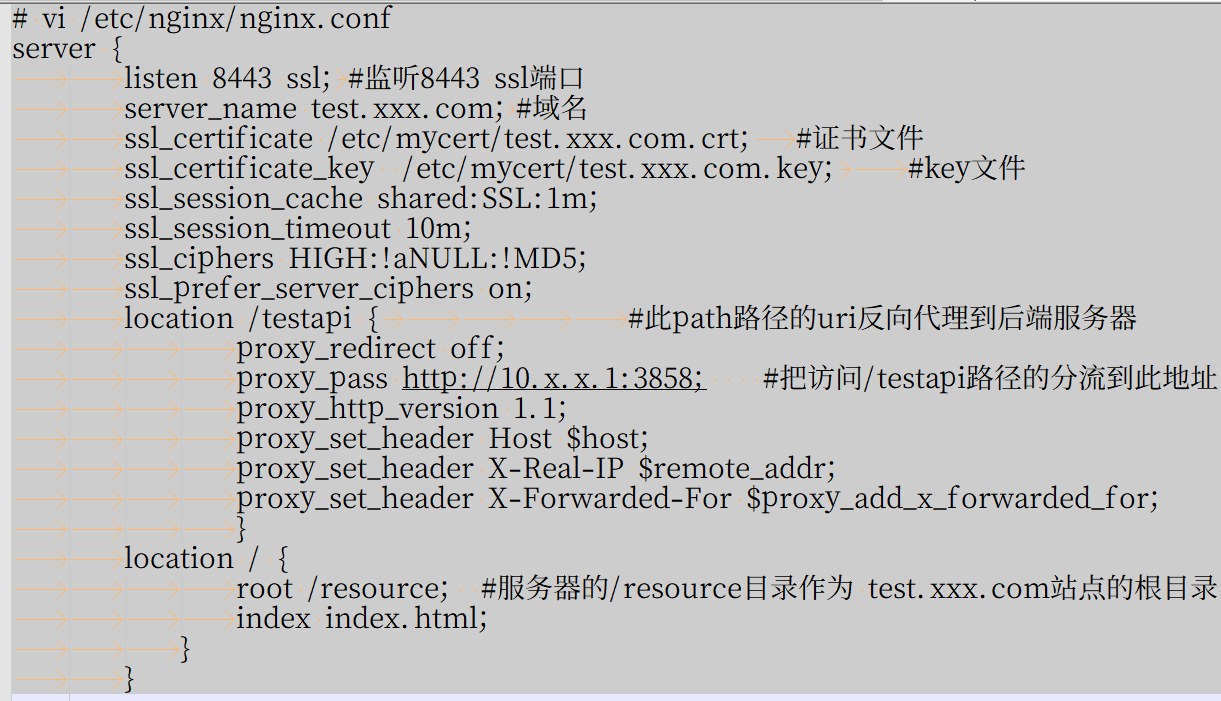 # vi /etc/nginx/nginx.conf
server {
listen 8443 ssl; #监听8443 ssl端口
server_name test.xxx.com; #域名
ssl_certificate /etc/mycert/test.xxx.com.crt; #证书文件
ssl_certificate_key /etc/mycert/test.xxx.com.key; #key文件
ssl_session_cache shared:SSL:1m;
ssl_session_timeout 10m;
ssl_ciphers HIGH:!aNULL:!MD5;
ssl_prefer_server_ciphers on;
location /testapi { #此path路径的uri反向代理到后端服务器
proxy_redirect off;
proxy_pass http://10.x.x.1:3858; #把访问/testapi路径的分流到此地址
proxy_http_version 1.1;
proxy_set_header Host $host;
proxy_set_header X-Real-IP $remote_addr;
proxy_set_header X-Forwarded-For $proxy_add_x_forwarded_for;
}
location / {
root /resource; #服务器的/resource目录作为 test.xxx.com站点的根目录
index index.html;
}
}